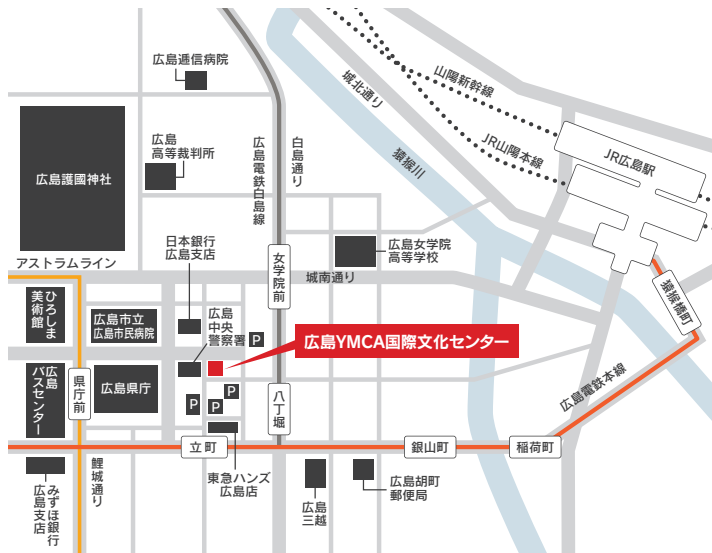 広島逓信病院
城北通り
山陽新幹線
JR山陽本線
JR広島駅
広島
高等裁判所
広島電鉄白島線
白島通り
猿猴川
広島護國神社
日本銀行
広島支店
女学院前
広島女学院
高等学校
アストラムライン
城南通り
猿猴橋町
ひろしま
美術館
広島市立
広島市民病院
広島
中央
警察署
P
広島YMCA国際文化センター
広島
バスセンター
県庁前
広島県庁
P
P
P
八丁堀
広島電鉄本線
立町
銀山町
稲荷町
みずほ銀行
広島支店
鯉城通り
東急ハンズ
広島店
広島
三越
広島胡町
郵便局